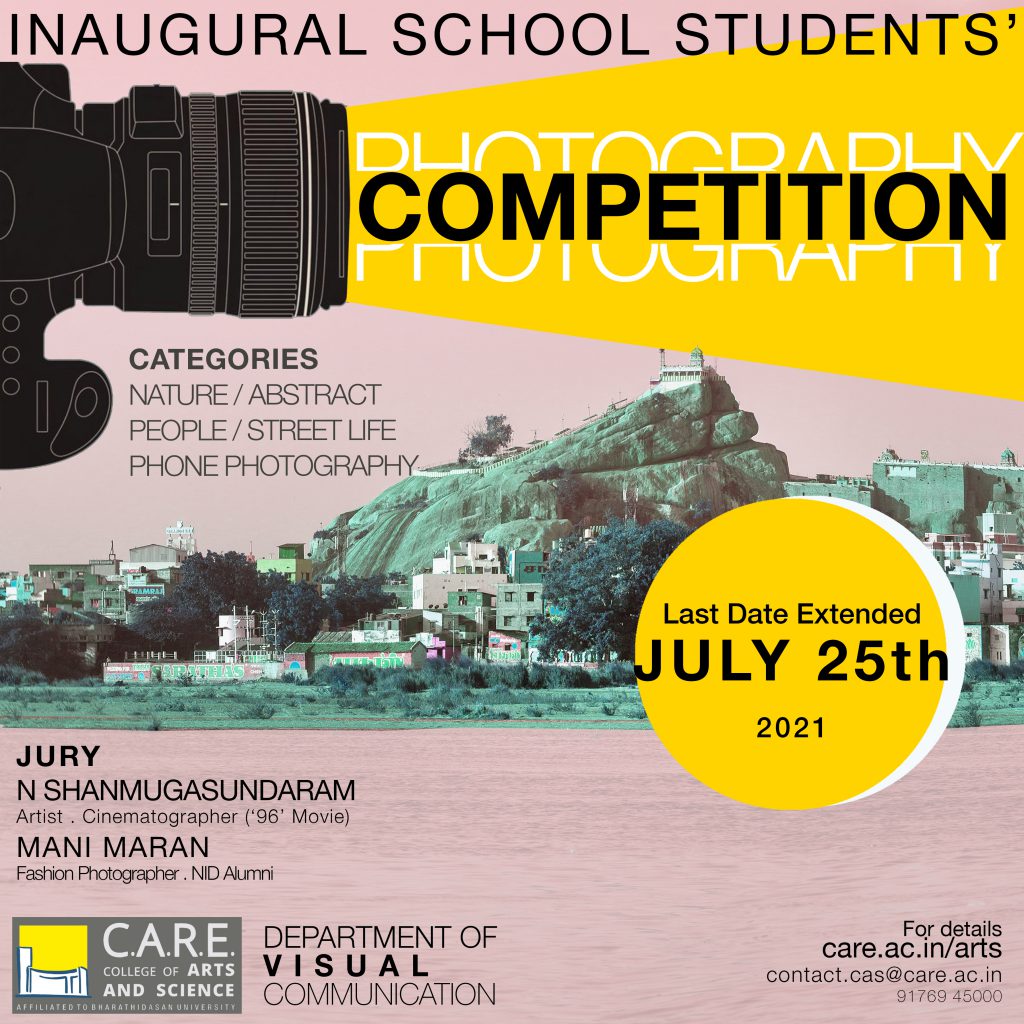 INAUGURAL SCHOOL STUDENTS'
PHOTOGRAPHY
COMPETITION
PHOTOGRAPHY
CATEGORIES
NATURE / ABSTRACT
PEOPLE / STREET LIFE
PHONE PHOTOGRAPHY
SARATHAS
Last Date Extended
JULY 25th
2021
JURY
N SHANMUGASUNDARAM
Artist . Cinematographer ('96' Movie)
MANI MARAN
Fashion Photographer . NID Alumni
C.A.R.E.
COLLEGE OF ARTS
AND SCIENCE
AFFILIATED TO BHARATHIDASAN UNIVERSITY
DEPARTMENT OF
VISUAL
COMMUNICATION
For details
care.ac.in/arts
contact.cas@care.ac.in
91769 45000